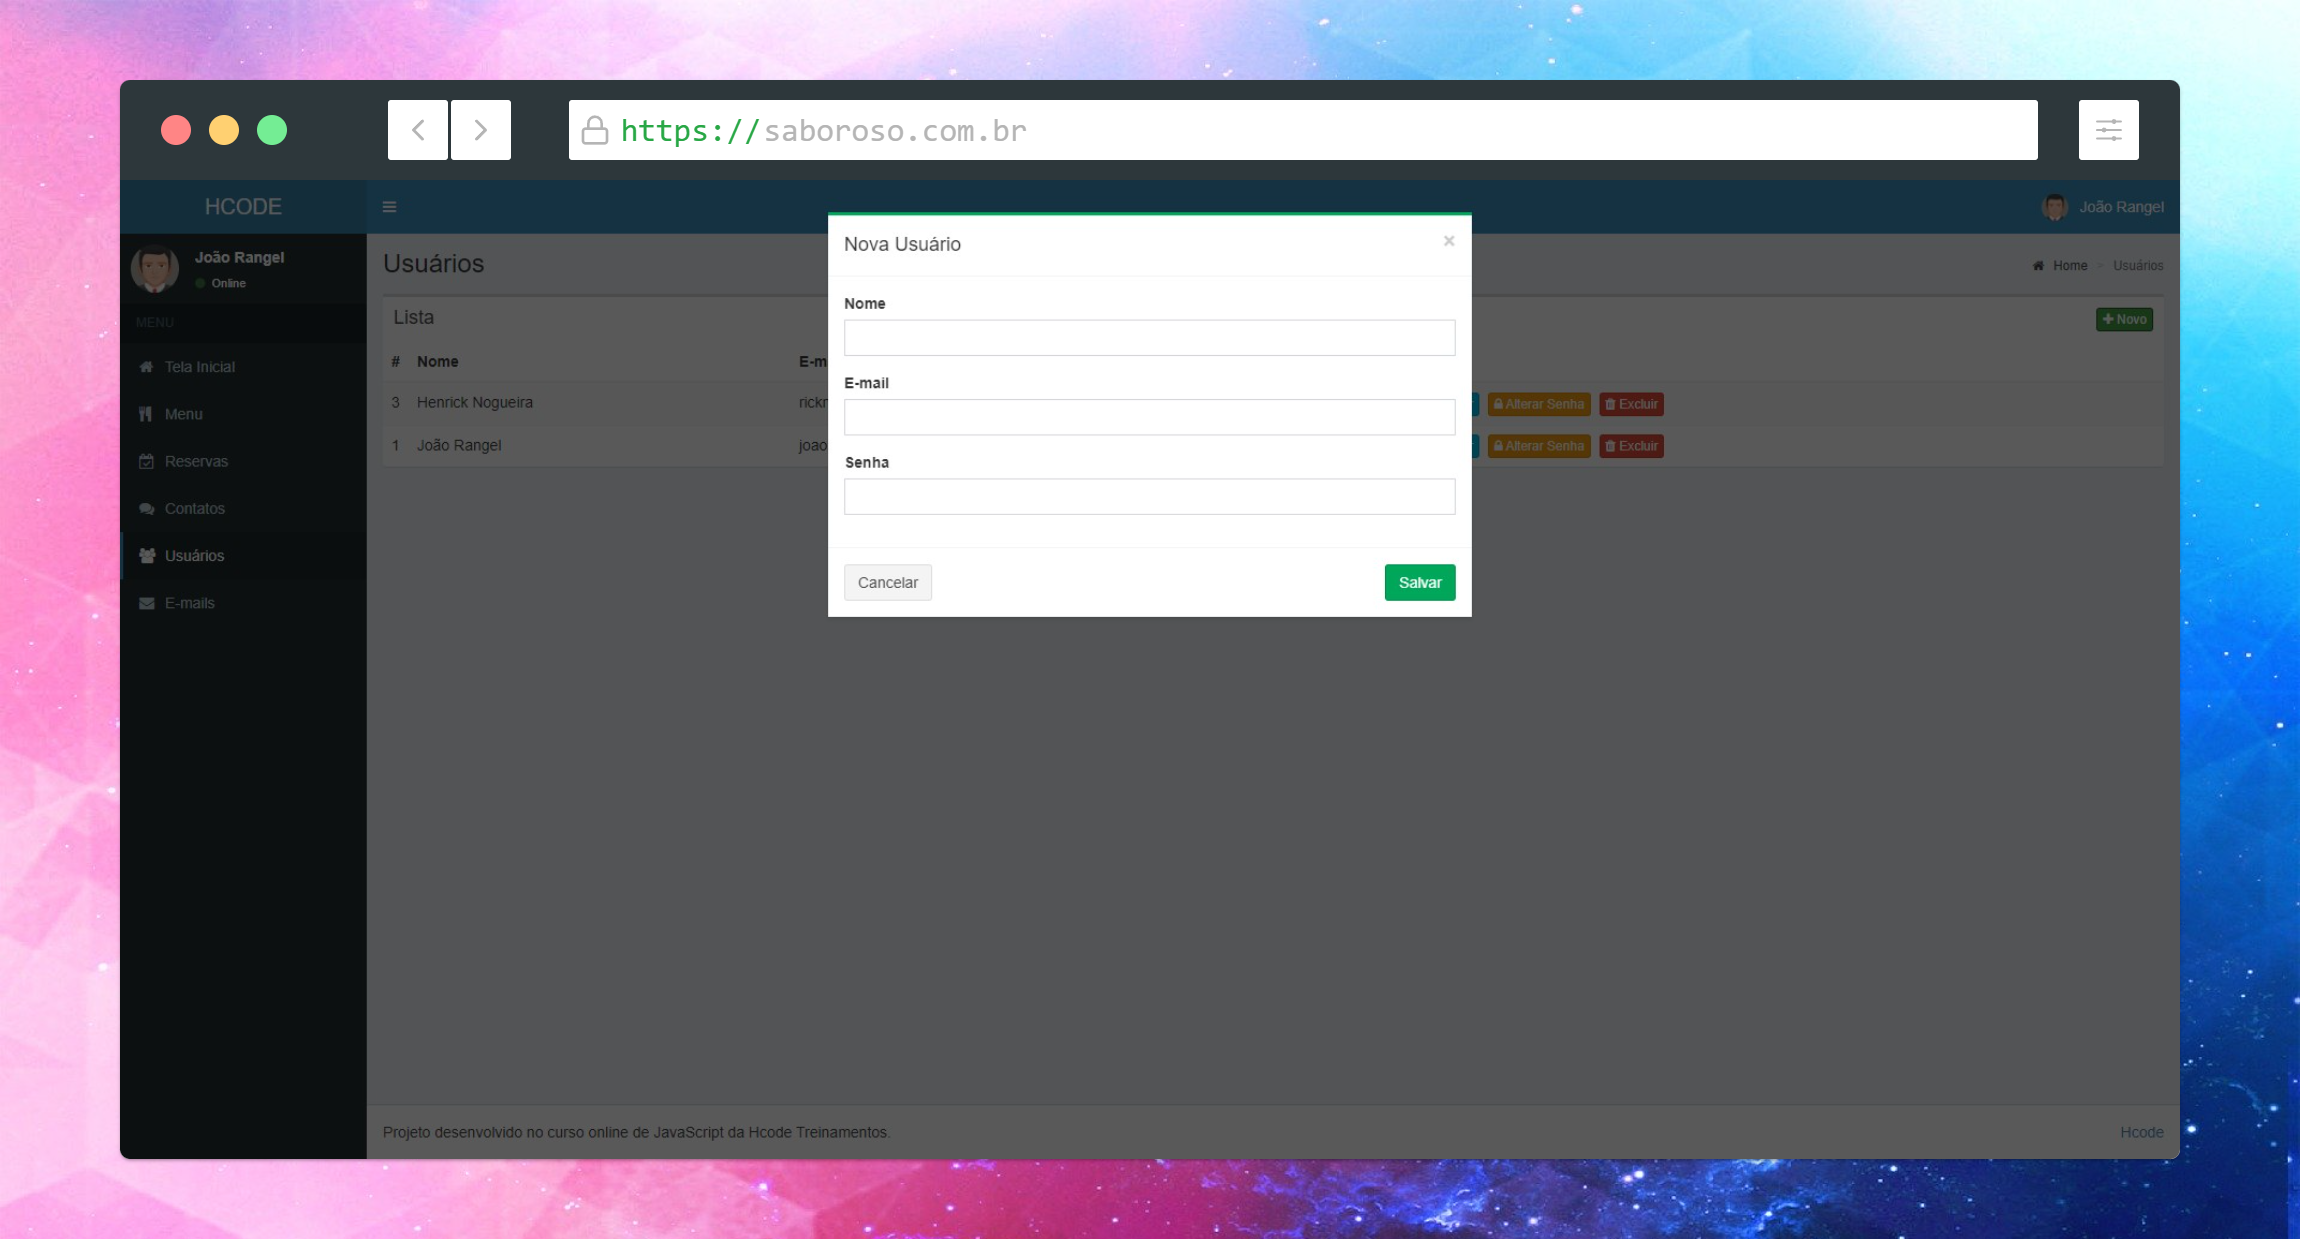 https://saboroso.com.br
HCODE
João Rangel
João Rangel
Online
MENU
Tela Inicial
Menu
Reservas
Contatos
Usuários
E-mails
Usuários
Home
Usuários
Lista
Novo
# Nome
3 Henrick Nogueira
Alterar Senha Excluir
1 João Rangel
joao
Alterar Senha Excluir
Nova Usuário
×
Nome
E-mail
Senha
Cancelar
Salvar
Projeto desenvolvido no curso online de JavaScript da Hcode Treinamentos.
Hcode